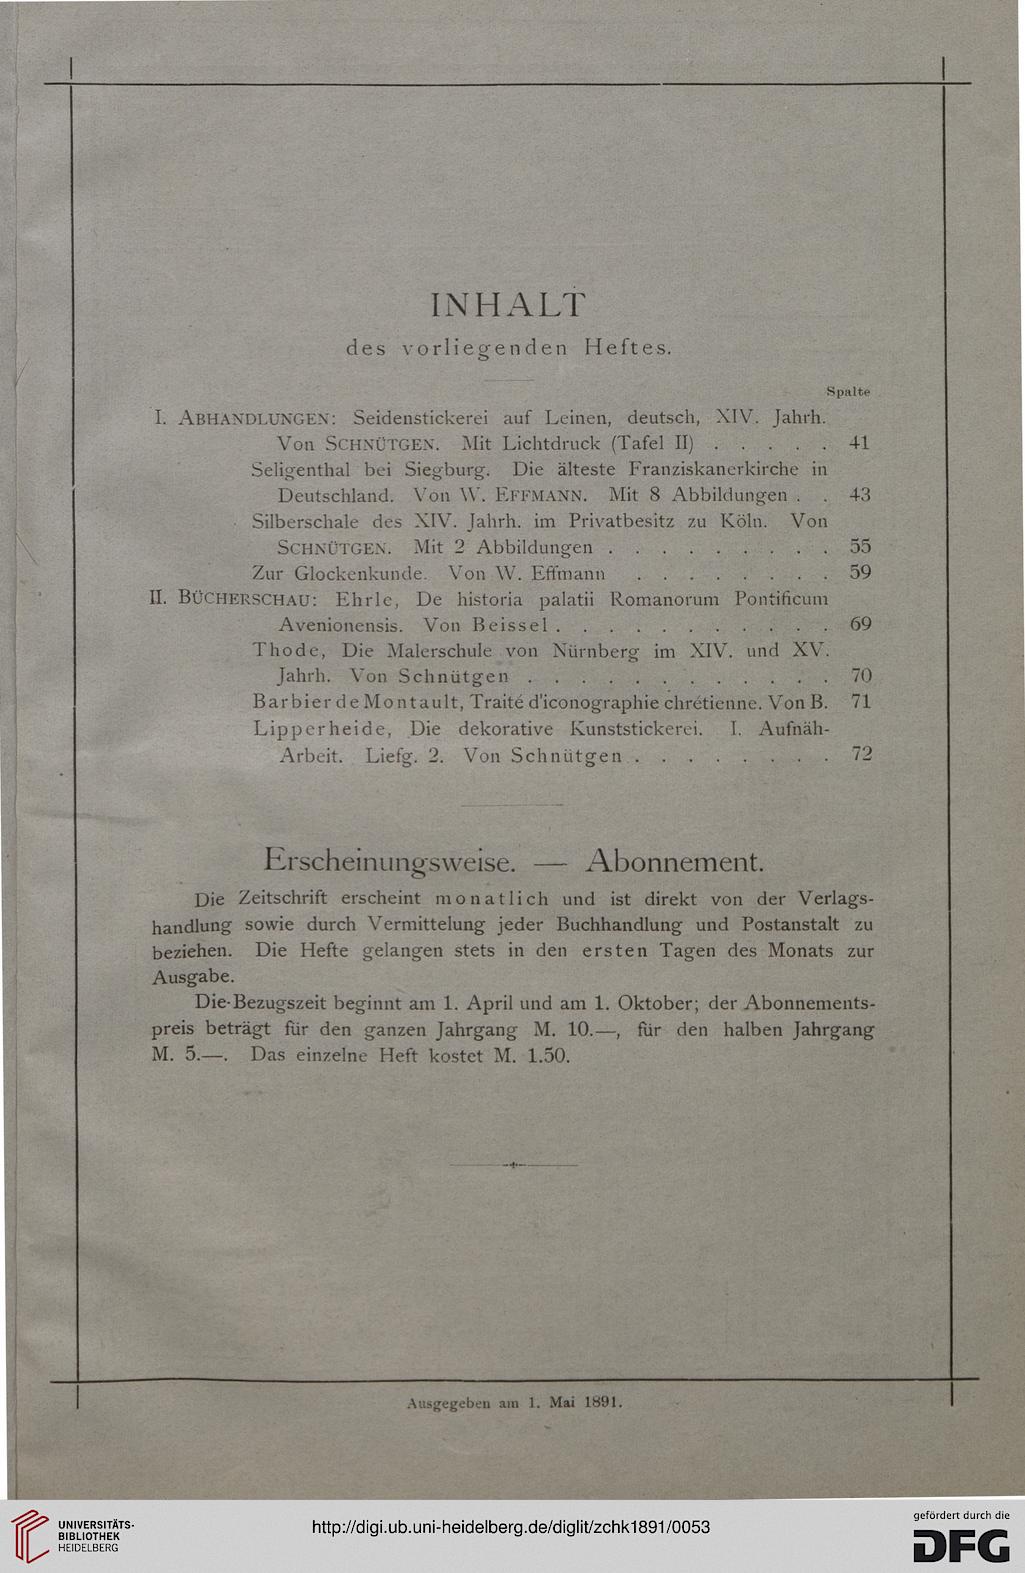 INHALT
des vorliegenden Heftes.
Spalte
I. ABHANDLUNGEN: Seidenstickerei auf Leinen, deutsch, XIV. Jahrh.
Von SCHNÜTGEN. Mit Lichtdruck (Tafel II) . . . . . 41
Seligenthal bei Siegburg. Die älteste Franziskanerkirche in
Deutschland. Von W. EFFMANN. Mit 8 Abbildungen . . 43
Silberschale des XIV. Jahrh. im Privatbesitz zu Köln. Von
SCHNÜTGEN. Mit 2 Abbildungen . . . . . . . . . 55
Zur Glockenkunde. Von W. Effmann . . . . . . . . 59
II. BÜCHERSCHAU: Ehrle, De historia palatii Romanorum Pontificum
Avenionensis. Von Beissel . . . . . . . . . . . 69
Thode, Die Malerschule von Nürnberg im XIV. und XV.
Jahrh. Von Schnütgen . . . . . . . . . . . . 70
Barbier de Montault, Traité d'iconographie chrétienne. Von B. 71
Lipperheide, Die dekorative Kunststickerei. I. Aufnäh-
Arbeit. Liefg. 2. Von Schnütgen . . . . . . . . 72
Erscheinungsweise. — Abonnement.
Die Zeitschrift erscheint monatlich und ist direkt von der Verlags-
handlung sowie durch Vermittelung jeder Buchhandlung und Postanstalt zu
beziehen. Die Hefte gelangen stets in den ersten Tagen des Monats zur
Ausgabe.
Die Bezugszeit beginnt am 1. April und am 1. Oktober; der Abonnements-
preis beträgt für den ganzen Jahrgang M. 10.—, für den halben Jahrgang
M. 5.—. Das einzelne Heft kostet M. 1.50.
Ausgegeben am 1. Mai 1891.
UNIVERSITÄTS-
BIBLIOTHEK
HEIDELBERG
http://digi.ub.uni-heidelberg.de/diglit/zchk1891/0053
gefördert durch die
DFG